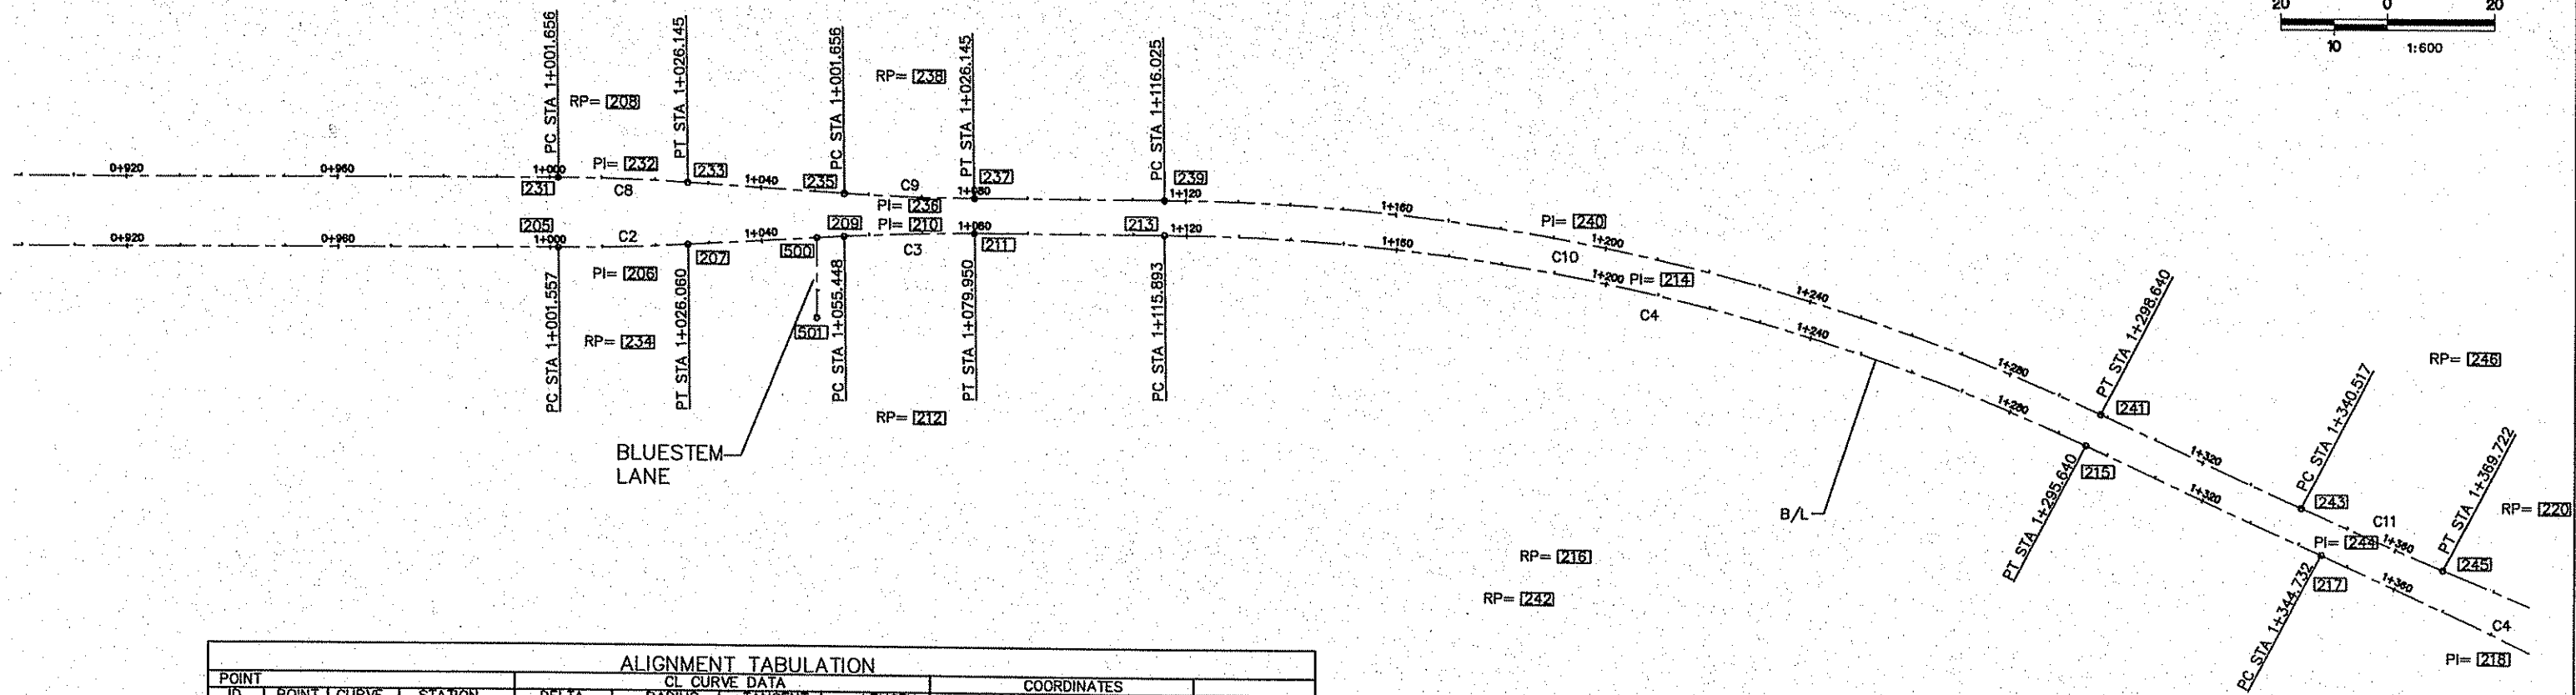 20 0 20
10 1:600
PC STA 1+001.656
PT STA 1+026.145
PC STA 1+001.656
PT STA 1+026.145
PC STA 1+116.025
RP= 208
RP= 238
0+920
0+960
1+000
PI= 232
231
C8
233
1+040
235
C9
237
1+080
PI= 236
239
1+120
1+160
PI= 240
1+200
C10
1+240
1+280
PT STA 1+298.640
241
1+320
PC STA 1+340.517
243
C11
1+360
PT STA 1+369.722
245
RP= 246
RP= 220
205
0+920
0+960
1+000
C2
PI= 206
207
1+040
500
209
PI= 210
C3
1+080
211
213
1+120
1+160
1+200
PI= 214
C4
1+240
1+280
215
1+320
PI= 244
217
1+360
C4
PI= 218
PC STA 1+001.557
RP= 234
PT STA 1+026.060
501
PC STA 1+055.448
RP= 212
PT STA 1+079.950
PC STA 1+115.893
BLUESTEM
LANE
B/L
PT STA 1+295.640
PC STA 1+344.732
RP= 216
RP= 242
ALIGNMENT TABULATION
POINT CL CURVE DATA COORDINATES
ID POINT CURVE STATION DELTA RADIUS TANGENT